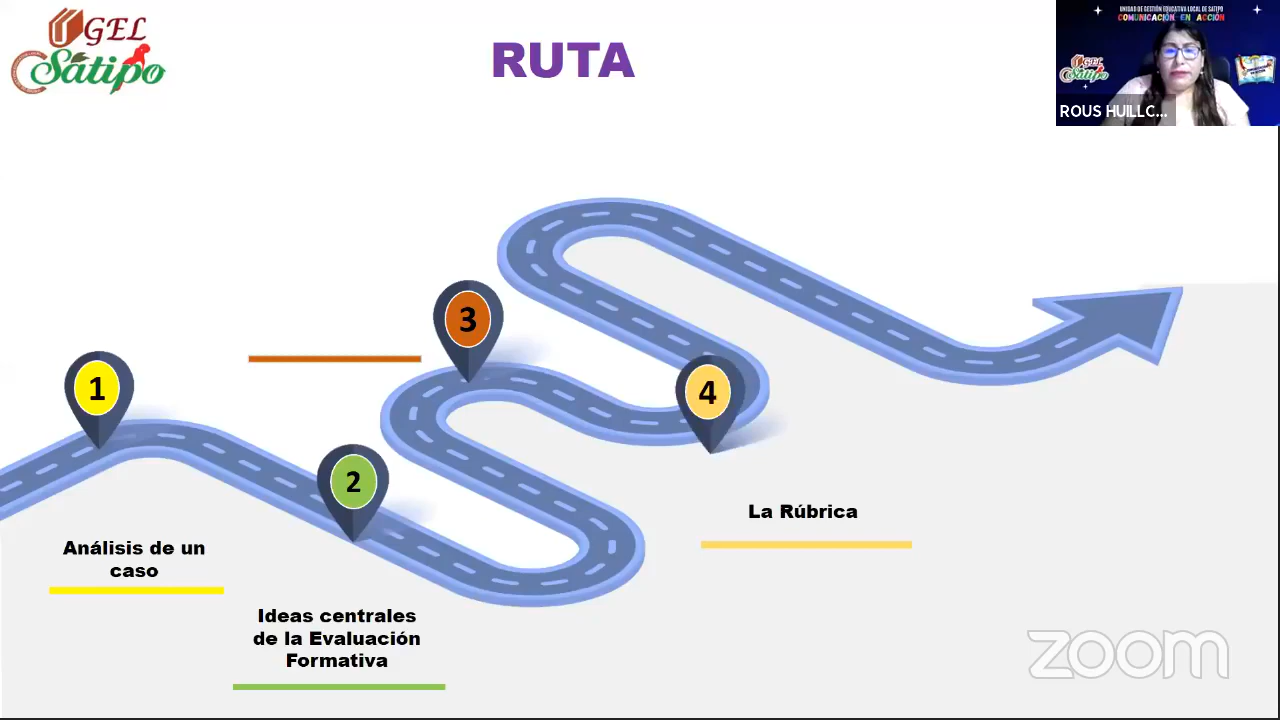 UGEL
Satipo
RUTA
UNIDAD DE GESTIÓN EDUCATIVA LOCAL DE SATIPO
COMUNICACIÓN EN ACCIÓN
UGEL
Satipo
ROUS HUILLC...
1
2
3
4
Análisis de un
caso
Ideas centrales
de la Evaluación
Formativa
La Rúbrica
zoom